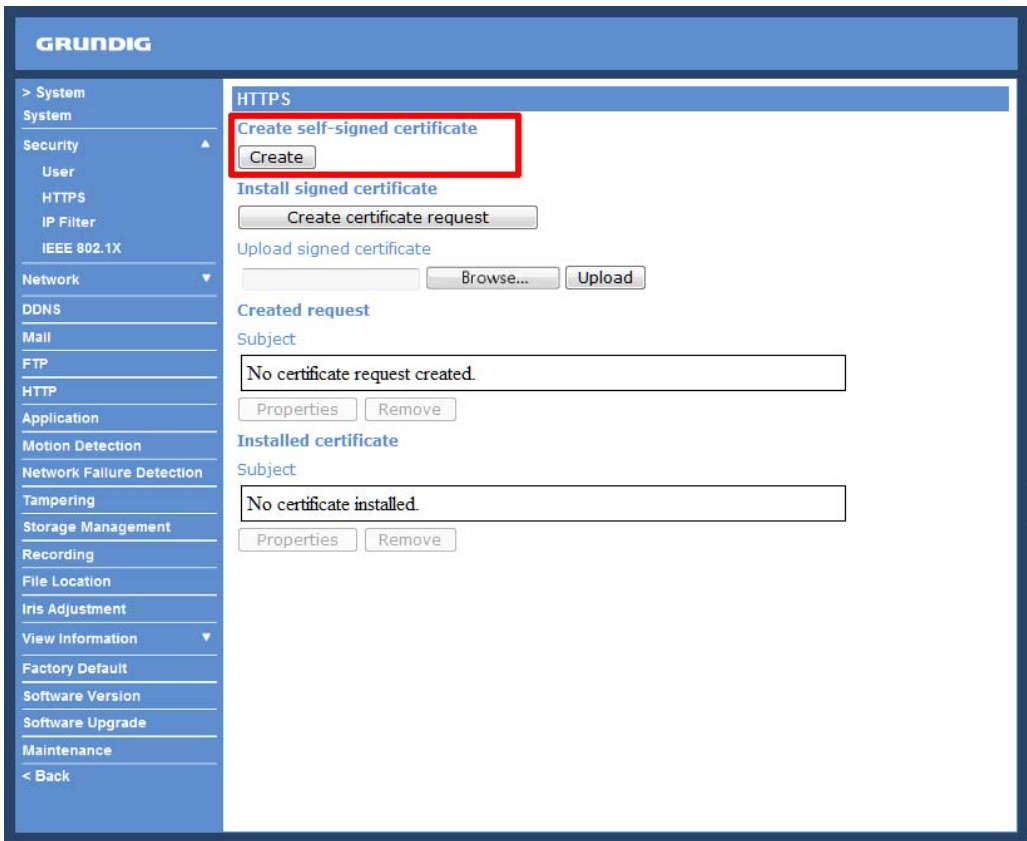 GRUNDIG
> System
System
Security
User
HTTPS
IP Filter
IEEE 802.1X
Network
DDNS
Mail
FTP
HTTP
Application
Motion Detection
Network Failure Detection
Tampering
Storage Management
Recording
File Location
Iris Adjustment
View Information
Factory Default
Software Version
Software Upgrade
Maintenance
< Back
HTTPS
Create self-signed certificate
Create
Install signed certificate
Create certificate request
Upload signed certificate
Browse... Upload
Created request
Subject
No certificate request created.
Properties Remove
Installed certificate
Subject
No certificate installed.
Properties Remove